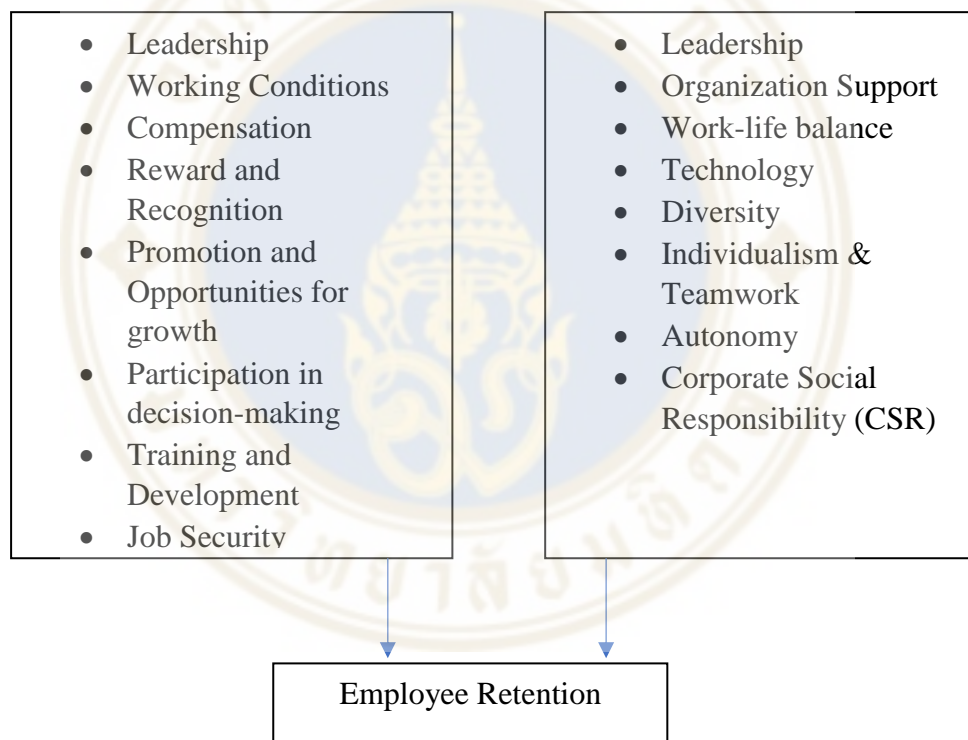 • Leadership
• Working Conditions
• Compensation
• Reward and
Recognition
• Promotion and
Opportunities for
growth
• Participation in
decision-making
• Training and
Development
• Job Security
• Leadership
• Organization Support
• Work-life balance
• Technology
• Diversity
• Individualism &
Teamwork
• Autonomy
• Corporate Social
Responsibility (CSR)
Employee Retention